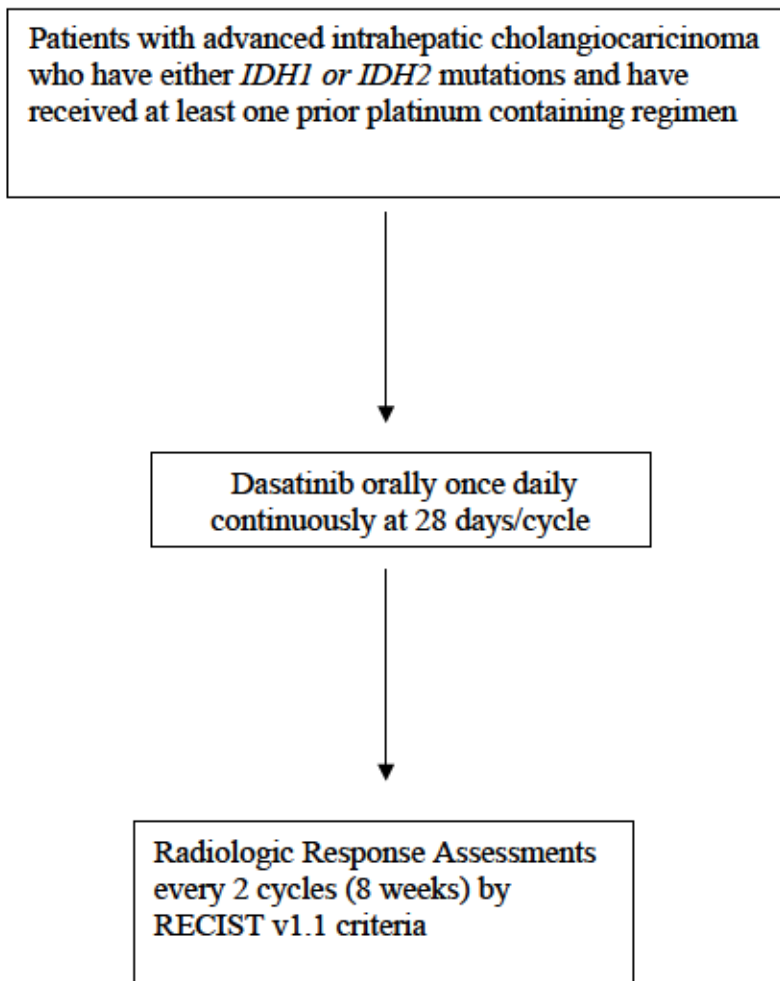 Patients with advanced intrahepatic cholangiocaricinoma
who have either IDH1 or IDH2 mutations and have
received at least one prior platinum containing regimen
Dasatinib orally once daily
continuously at 28 days/cycle
Radiologic Response Assessments
every 2 cycles (8 weeks) by
RECIST v1.1 criteria